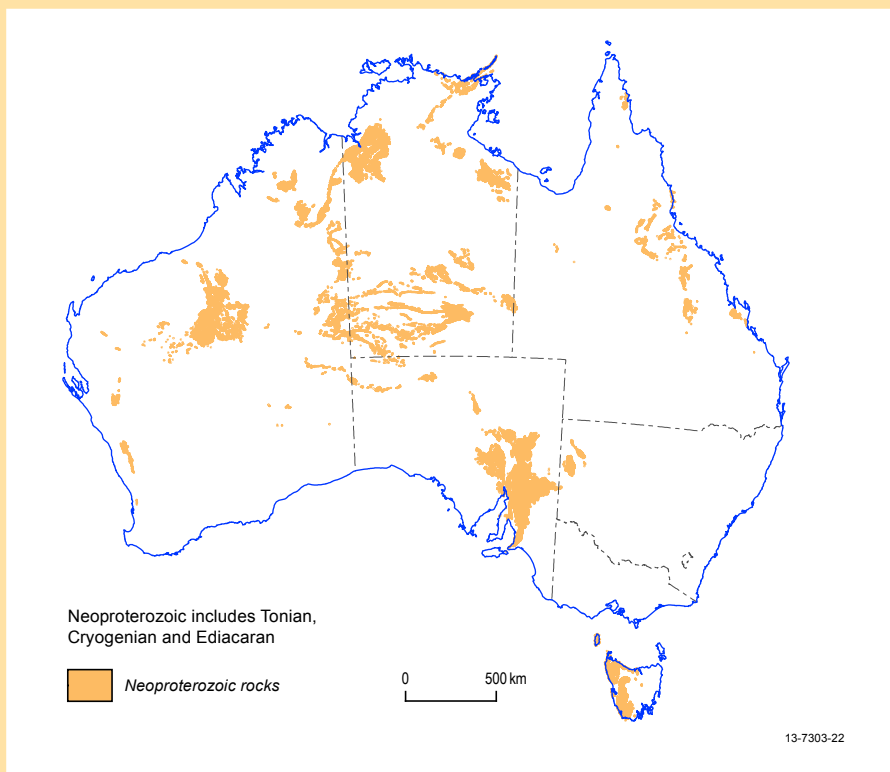 Neoproterozoic includes Tonian,
Cryogenian and Ediacaran
Neoproterozoic rocks
0 500 km
13-7303-22